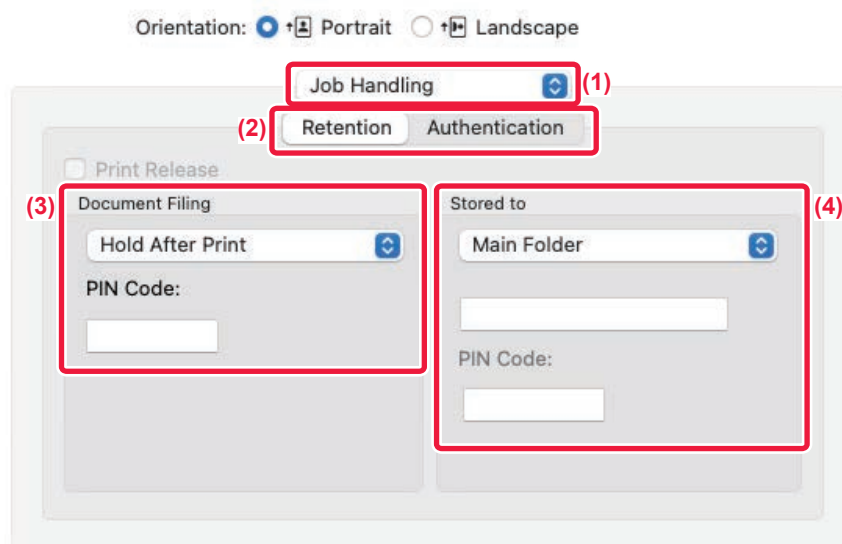 Orientation: Portrait Landscape
Job Handling (1)
(2) Retention Authentication
Print Release
(3) Document Filing Stored to (4)
Hold After Print Main Folder
PIN Code:
PIN Code: